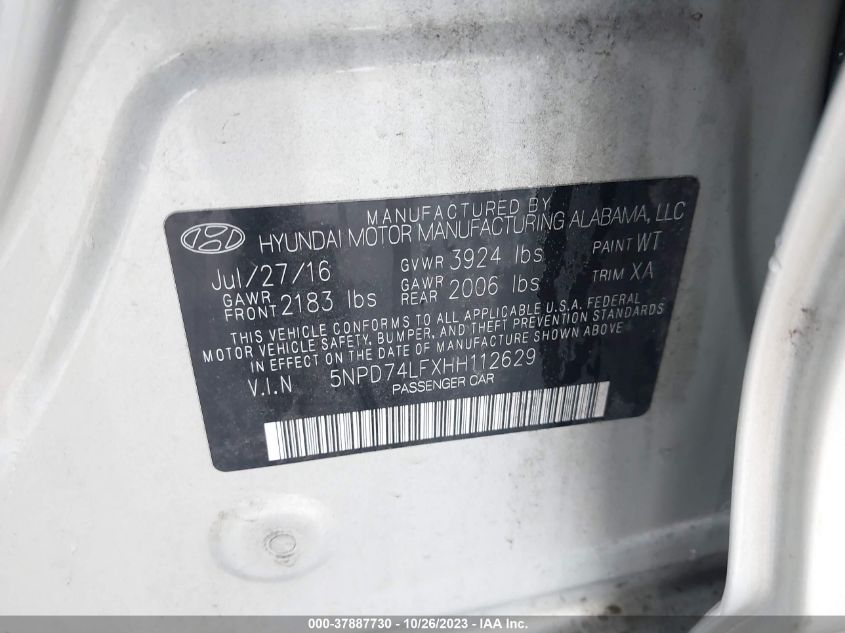 MANUFACTURED BY
HYUNDAI MOTOR MANUFACTURING ALABAMA, LLC
Jul/27/16 GVWR 3924 lbs PAINT WT
GAWR FRONT 2183 lbs GAWR REAR 2006 lbs TRIM XA
THIS VEHICLE CONFORMS TO ALL APPLICABLE U.S.A. FEDERAL
MOTOR VEHICLE SAFETY, BUMPER, AND THEFT PREVENTION STANDARDS
IN EFFECT ON THE DATE OF MANUFACTURE SHOWN ABOVE
V.I.N 5NPD74LFXHH112629
PASSENGER CAR
000-37887730 - 10/26/2023 - IAA Inc.